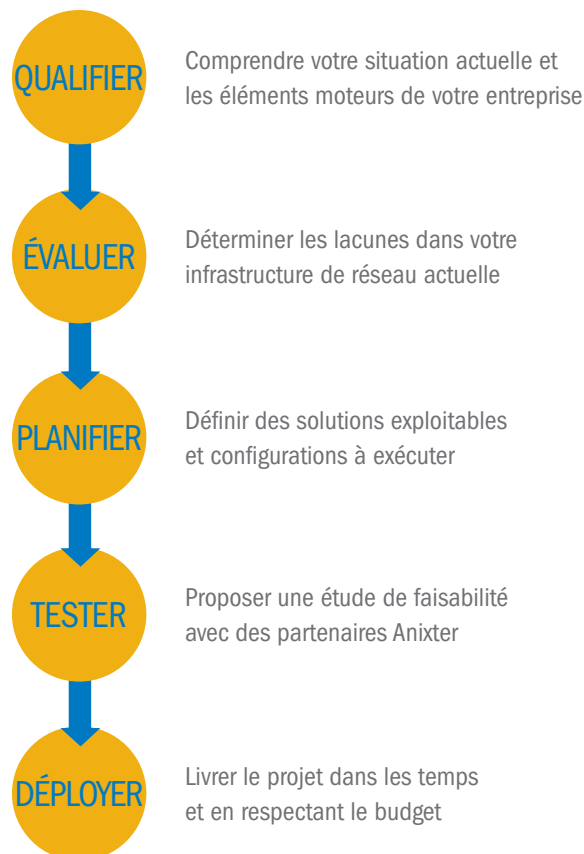 QUALIFIER
Comprendre votre situation actuelle et
les éléments moteurs de votre entreprise
ÉVALUER
Déterminer les lacunes dans votre
infrastructure de réseau actuelle
PLANIFIER
Définir des solutions exploitables
et configurations à exécuter
TESTER
Proposer une étude de faisabilité
avec des partenaires Anixter
DÉPLOYER
Livrer le projet dans les temps
et en respectant le budget